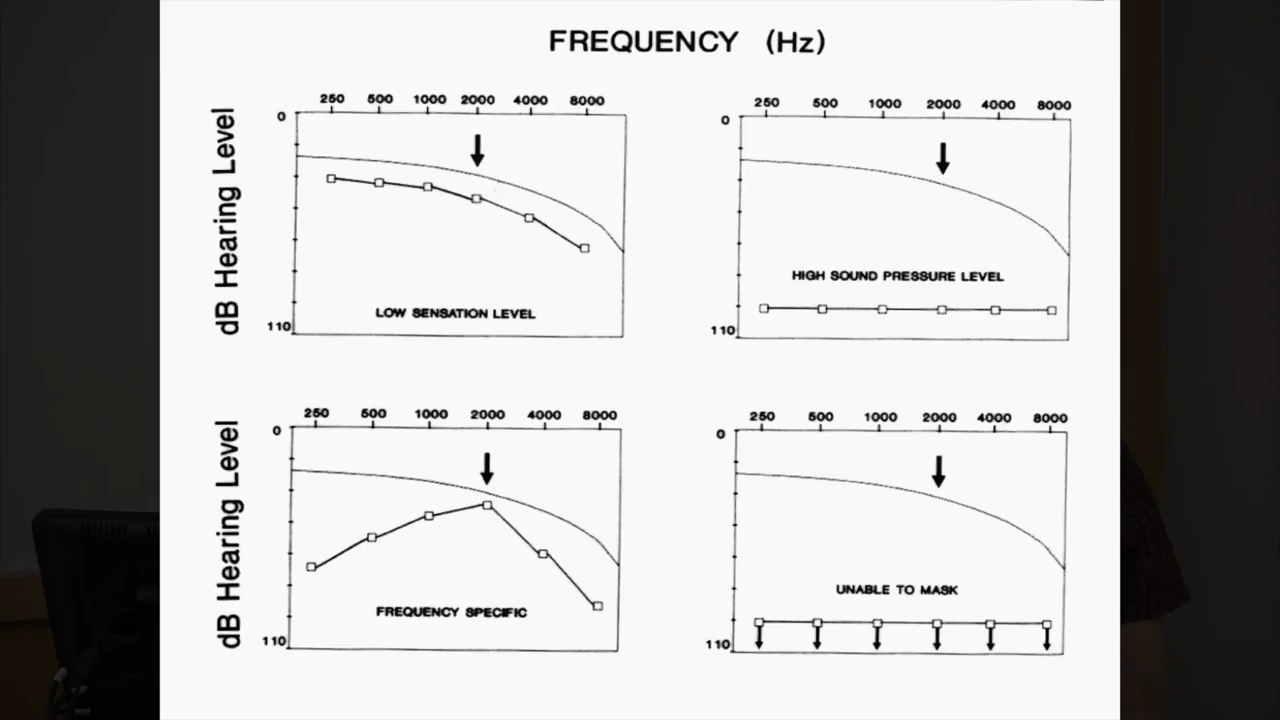 FREQUENCY (Hz)
250 500 1000 2000 4000 8000
0
dB Hearing Level
LOW SENSATION LEVEL
110
250 500 1000 2000 4000 8000
0
HIGH SOUND PRESSURE LEVEL
110
250 500 1000 2000 4000 8000
0
dB Hearing Level
FREQUENCY SPECIFIC
110
250 500 1000 2000 4000 8000
0
UNABLE TO MASK
110